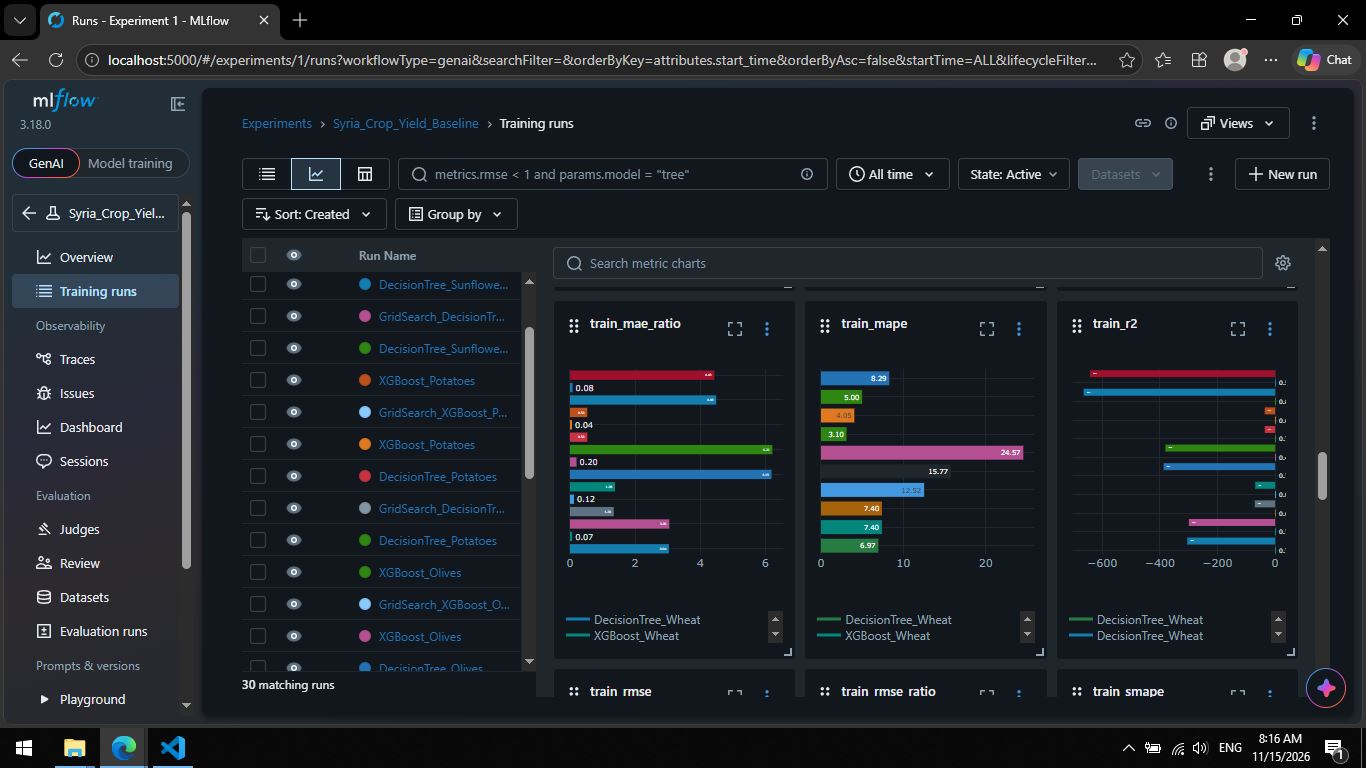 Runs - Experiment 1 - MLflow
localhost:5000/#/experiments/1/runs?workflowType=genai&searchFilter=&orderByKey=attributes.start_time&orderByAsc=false&startTime=ALL&lifecycleFilter...
Chat
mlflow
3.18.0
GenAI
Model training
Syria_Crop_Yiel...
Overview
Training runs
Observability
Traces
Issues
Dashboard
Sessions
Evaluation
Judges
Review
Datasets
Evaluation runs
Prompts & versions
Playground
Experiments > Syria_Crop_Yield_Baseline > Training runs
Views
metrics.rmse < 1 and params.model = "tree"
All time
State: Active
Datasets
New run
Sort: Created
Group by
Run Name
DecisionTree_Sunflowe...
GridSearch_DecisionTr...
DecisionTree_Sunflowe...
XGBoost_Potatoes
GridSearch_XGBoost_P...
XGBoost_Potatoes
DecisionTree_Potatoes
GridSearch_DecisionTr...
DecisionTree_Potatoes
XGBoost_Olives
GridSearch_XGBoost_O...
XGBoost_Olives
DecisionTree_Olives
30 matching runs
Search metric charts
train_mae_ratio
0.08
0.04
0.20
0.12
0.07
0 2 4 6
DecisionTree_Wheat
XGBoost_Wheat
train_mape
8.29
5.00
4.05
3.10
24.57
15.77
12.52
7.40
7.40
6.97
0 10 20
DecisionTree_Wheat
XGBoost_Wheat
train_r2
−600 −400 −200 0
DecisionTree_Wheat
DecisionTree_Wheat
train_rmse
train_rmse_ratio
train_smape
ENG
8:16 AM
11/15/2026
1